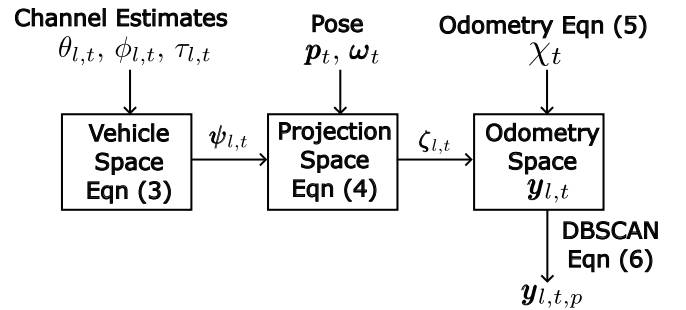 Channel Estimates
θ_{l,t}, ϕ_{l,t}, τ_{l,t}
Pose
p_t, ω_t
Odometry Eqn (5)
χ_t
Vehicle
Space
Eqn (3)
ψ_{l,t}
Projection
Space
Eqn (4)
ζ_{l,t}
Odometry
Space
y_{l,t}
DBSCAN
Eqn (6)
y_{l,t,p}